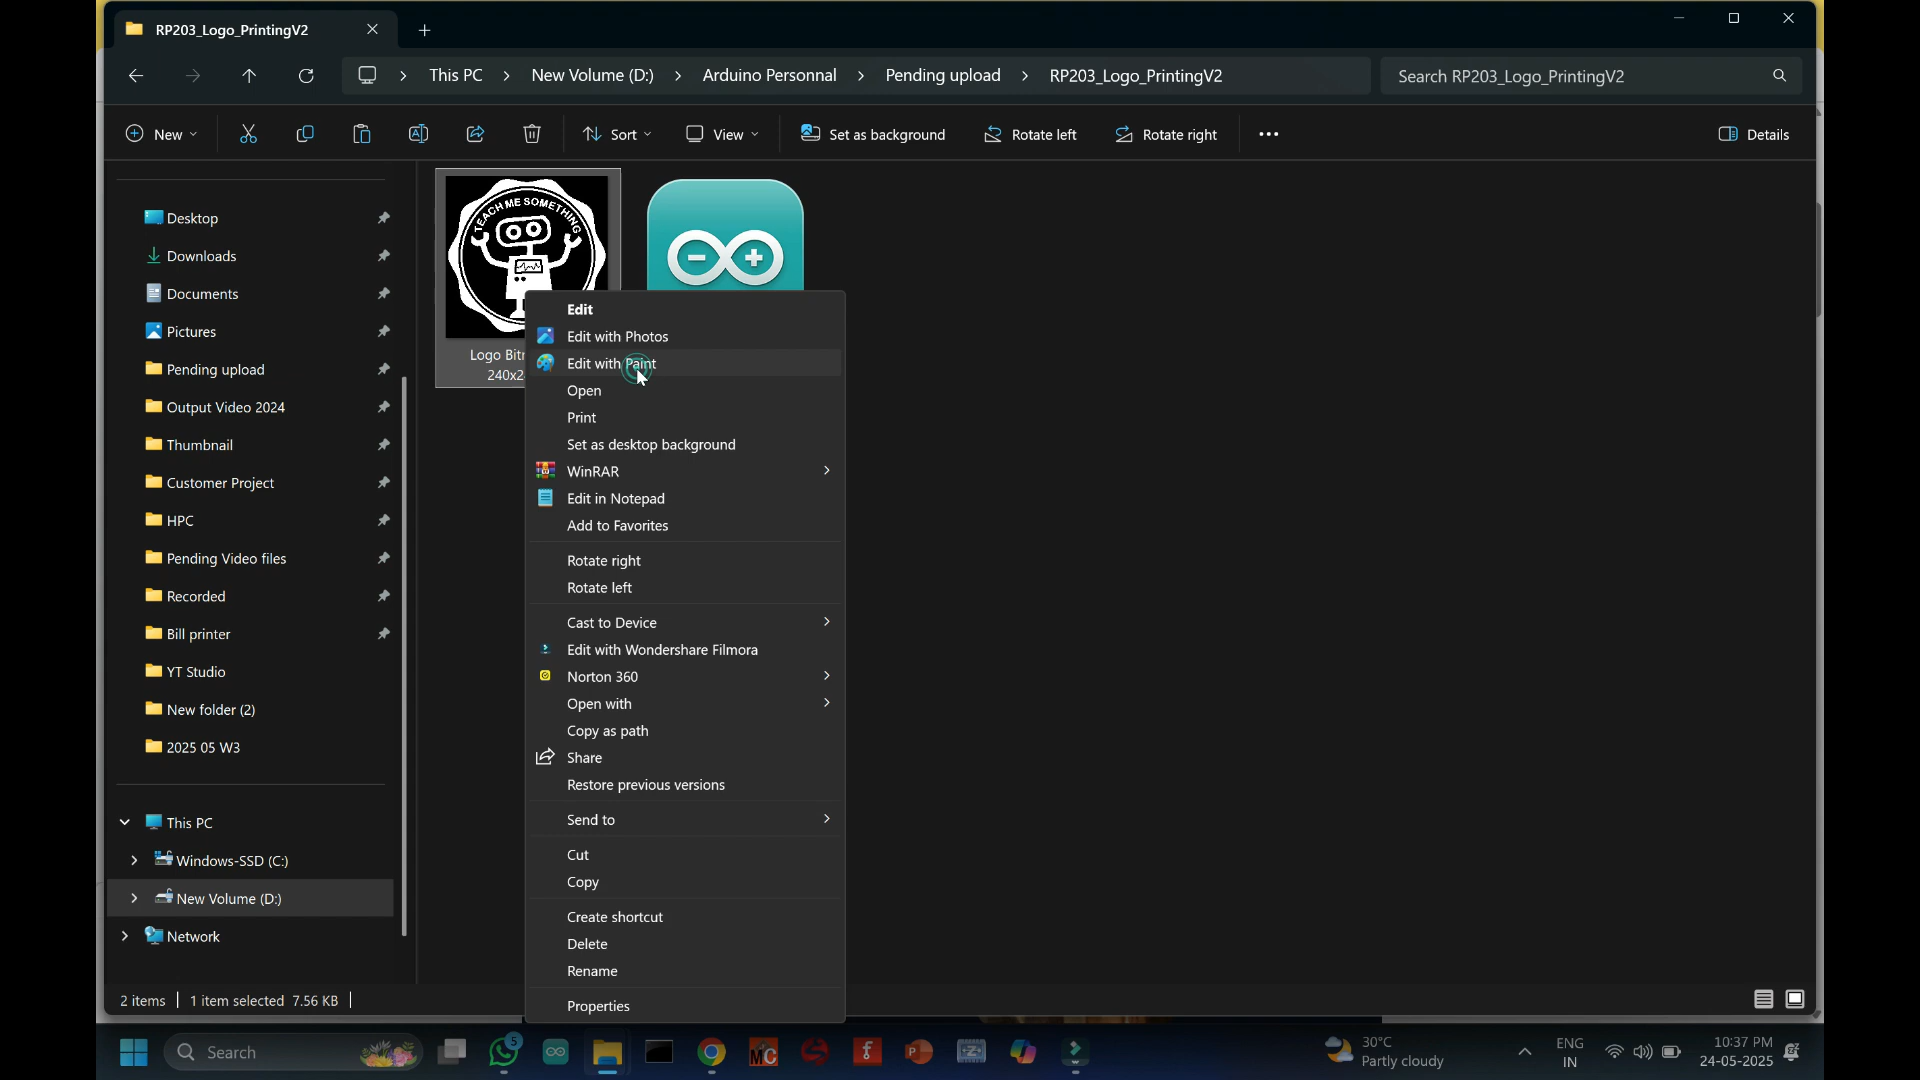 RP203_Logo_PrintingV2
This PC > New Volume (D:) > Arduino Personnal > Pending upload > RP203_Logo_PrintingV2
Search RP203_Logo_PrintingV2
New
Sort
View
Set as background
Rotate left
Rotate right
Details
Desktop
Downloads
Documents
Pictures
Pending upload
Output Video 2024
Thumbnail
Customer Project
HPC
Pending Video files
Recorded
Bill printer
YT Studio
New folder (2)
2025 05 W3
This PC
Windows-SSD (C:)
New Volume (D:)
Network
TEACH ME SOMETHING
Logo
Edit
Edit with Photos
Edit with Paint
Open
Print
Set as desktop background
WinRAR
Edit in Notepad
Add to Favorites
Rotate right
Rotate left
Cast to Device
Edit with Wondershare Filmora
Norton 360
Open with
Copy as path
Share
Restore previous versions
Send to
Cut
Copy
Create shortcut
Delete
Rename
Properties
2 items
1 item selected 7.56 KB
Search
5
30°C
Partly cloudy
ENG
IN
10:37 PM
24-05-2025